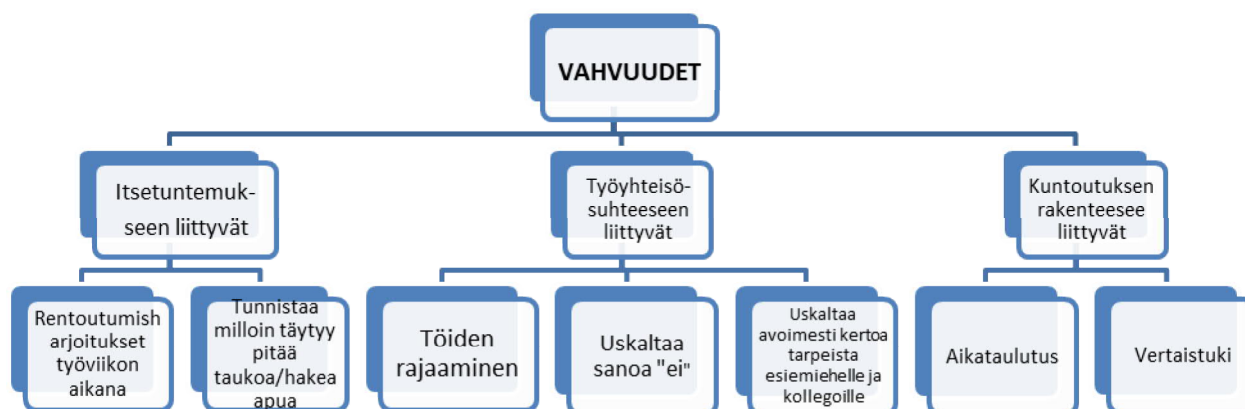 VAHVUUDET
Itsetuntemuk-
seen liittyvät
Työyhteisö-
suhteeseen
liittyvät
Kuntoutuksen
rakenteesee
liittyvät
Rentoutumish
arjoitukset
työviikon
aikana
Tunnistaa
milloin täytyy
pitää
taukoa/hakea
apua
Töiden
rajaaminen
Uskaltaa
sanoa "ei"
Uskaltaa
avoimesti kertoa
tarpeista
esiemiehelle ja
kollegoille
Aikataulutus
Vertaistuki